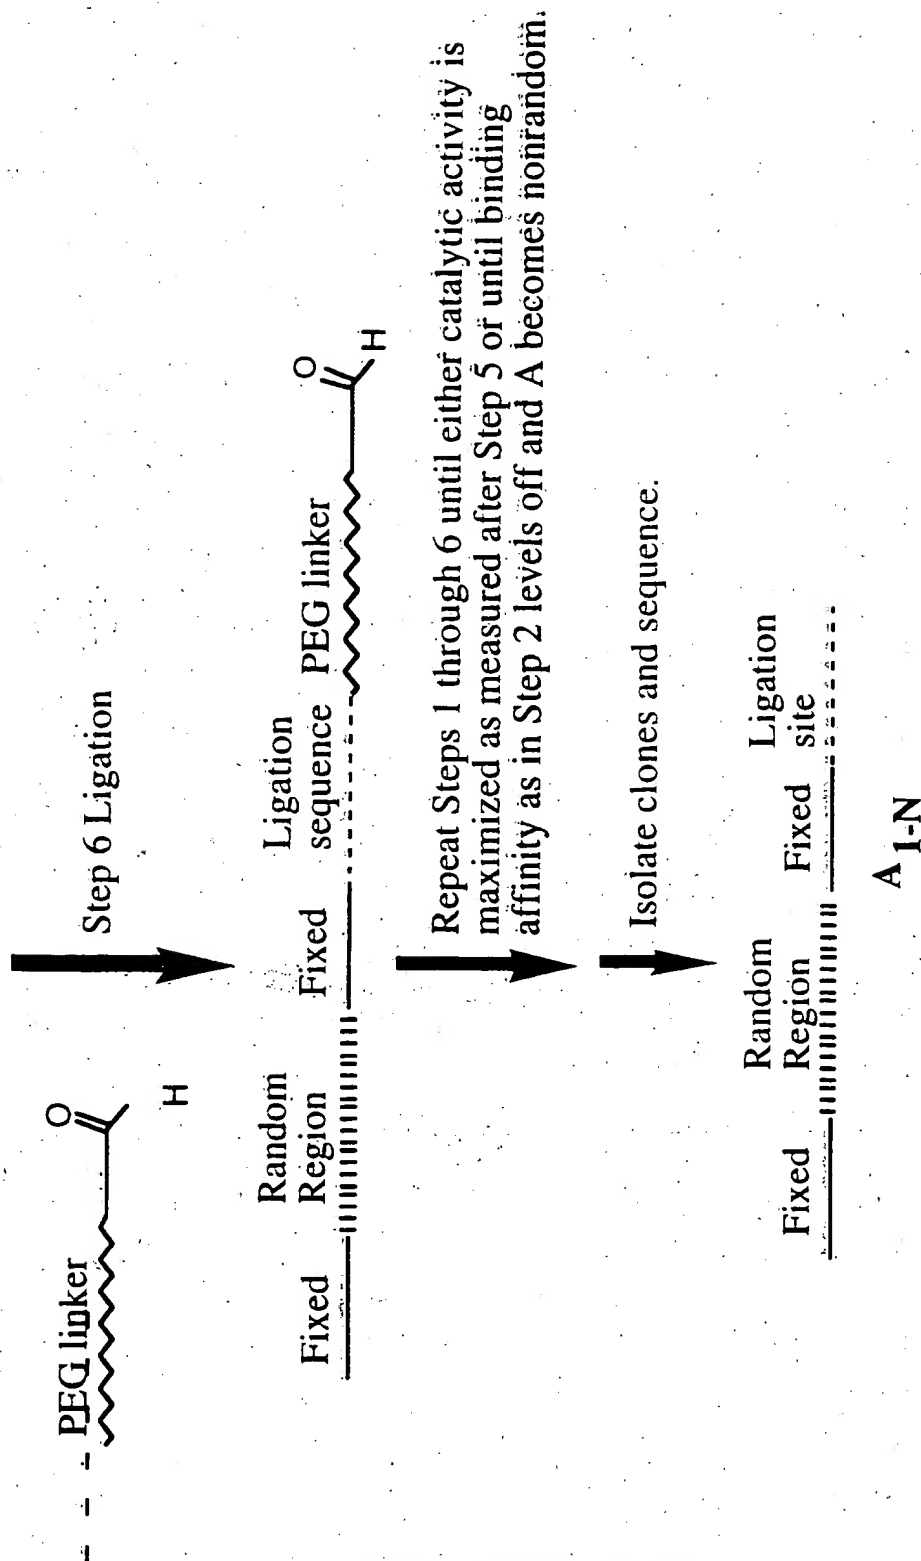 PEG linker
O
H
Step 6 Ligation
Random
Region
Fixed
Fixed
Ligation
sequence
PEG linker
O
H
Repeat Steps 1 through 6 until either catalytic activity is
maximized as measured after Step 5 or until binding
affinity as in Step 2 levels off and A becomes nonrandom.
Isolate clones and sequence.
Fixed
Random
Region
Fixed
Ligation
site
A 1-N